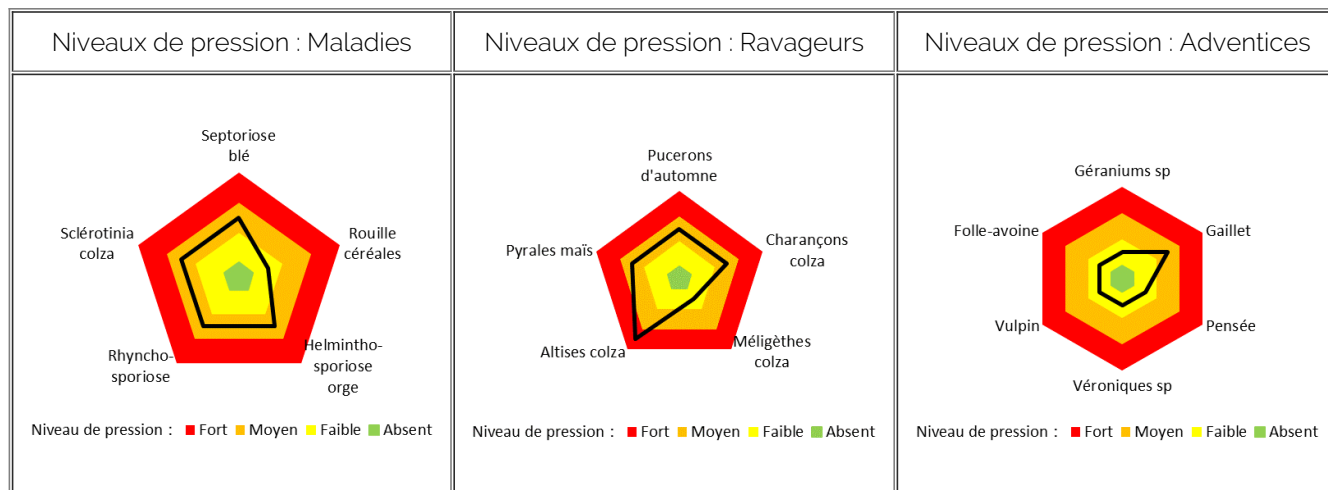 Niveaux de pression : Maladies
Niveaux de pression : Ravageurs
Niveaux de pression : Adventices
Septoriose
blé
Rouille
céréales
Helmintho-
sporiose
orge
Rhyncho-
sporiose
Sclérotinia
colza
Niveau de pression : Fort Moyen Faible Absent
Pucerons
d'automne
Charançons
colza
Méligèthes
colza
Altises colza
Pyrales maïs
Niveau de pression : Fort Moyen Faible Absent
Géraniums sp
Gaillet
Pensée
Véroniques sp
Vulpin
Folle-avoine
Niveau de pression : Fort Moyen Faible Absent